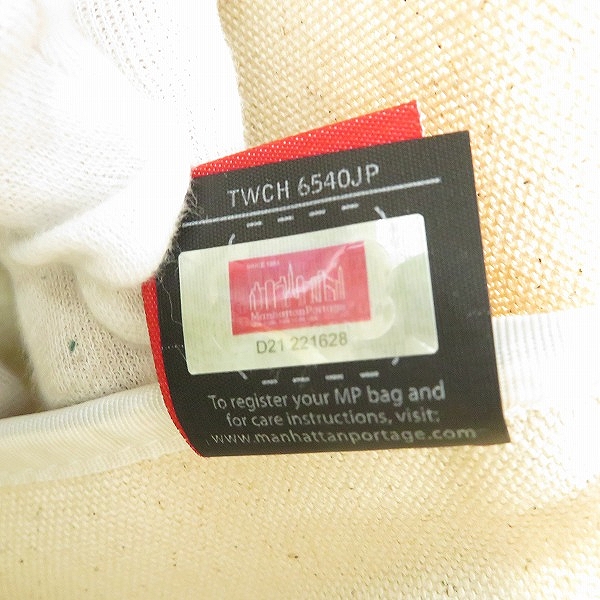 TWCH 6540JP
SINCE 1983
Manhattan Portage
D21 221628
To register your MP bag and
for care instructions, visit:
www.manhattanportage.com